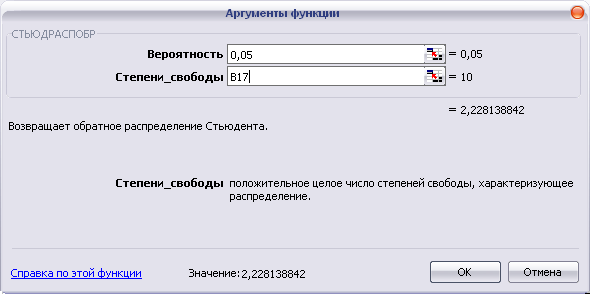 Аргументы функции
СТЬЮДРАСПОБР
Вероятность 0,05 = 0,05
Степени_свободы B17 = 10
= 2,228138842
Возвращает обратное распределение Стьюдента.
Степени_свободы положительное целое число степеней свободы, характеризующее
распределение.
Справка по этой функции Значение:2,228138842 OK Отмена